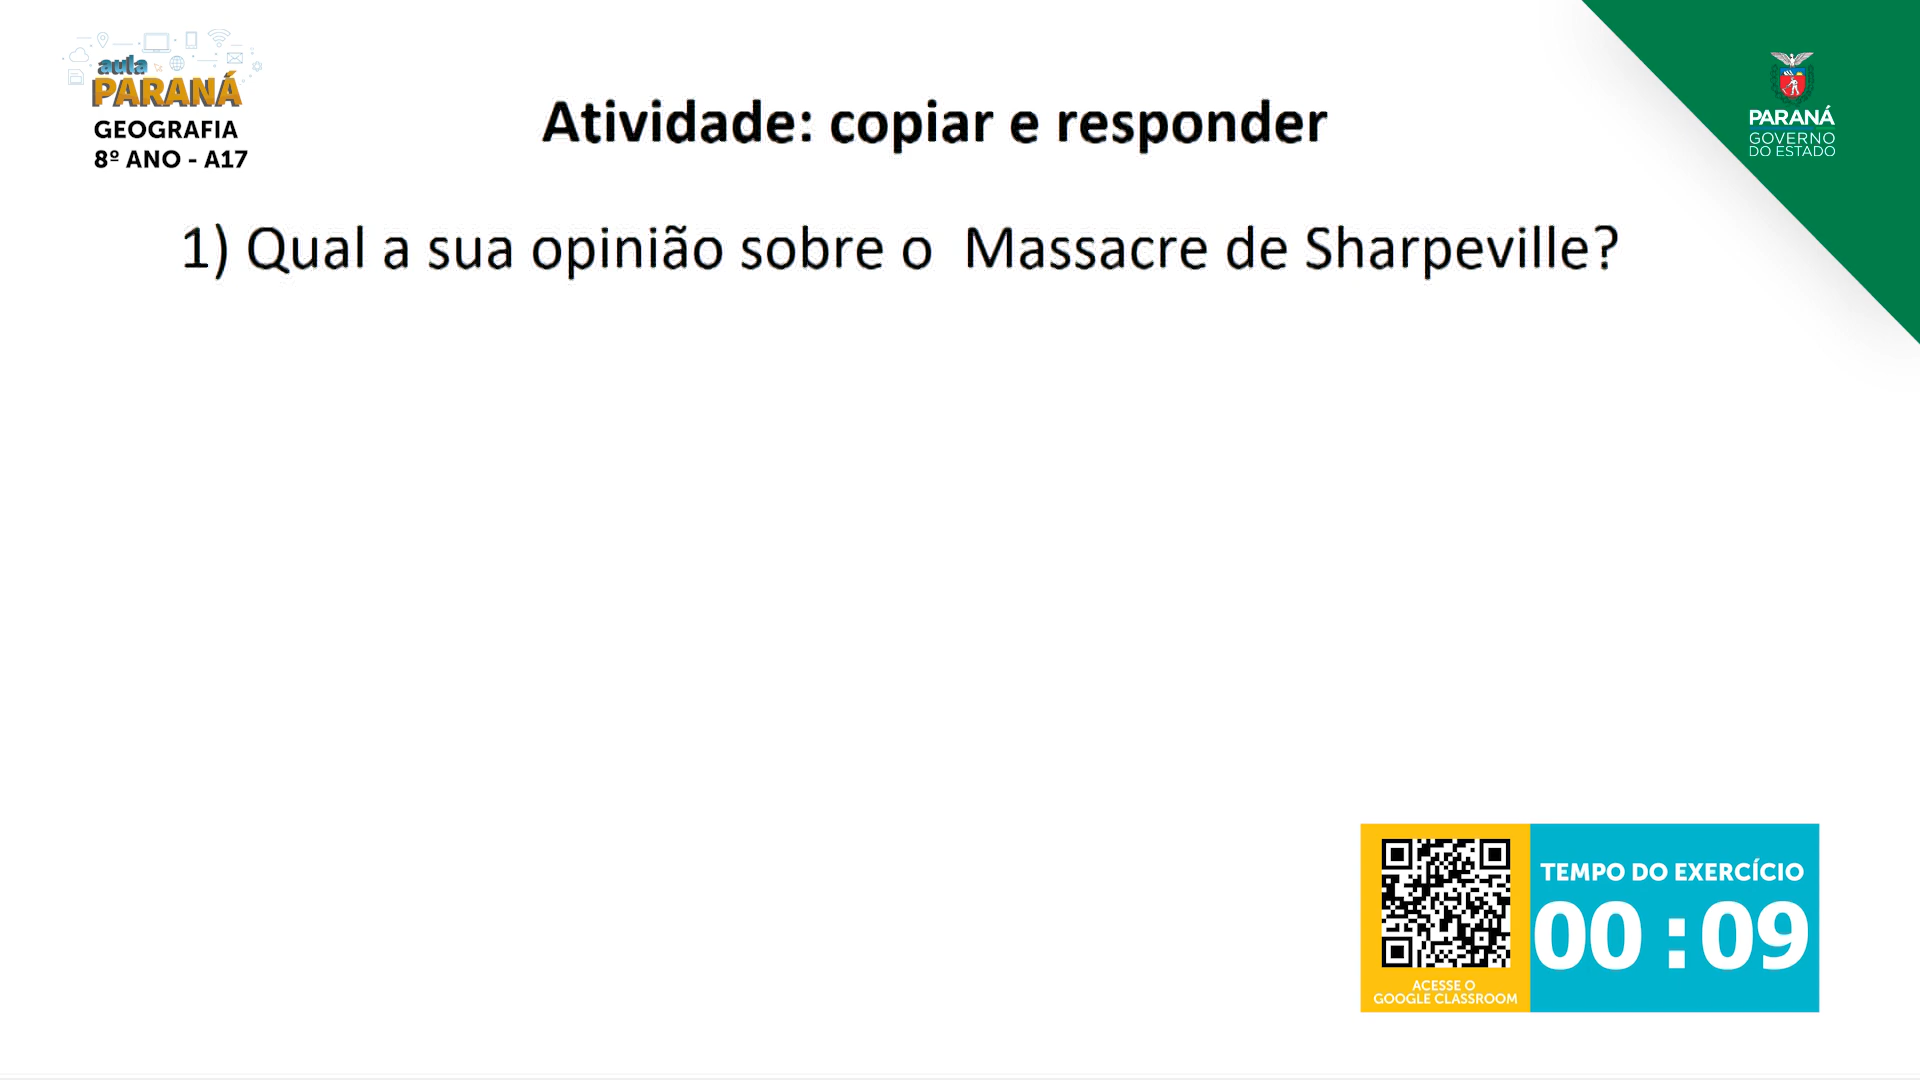 aula
PARANÁ
GEOGRAFIA
8º ANO - A17
Atividade: copiar e responder
PARANÁ
GOVERNO
DO ESTADO
1) Qual a sua opinião sobre o  Massacre de Sharpeville?
TEMPO DO EXERCÍCIO
00 : 09
ACESSE O
GOOGLE CLASSROOM